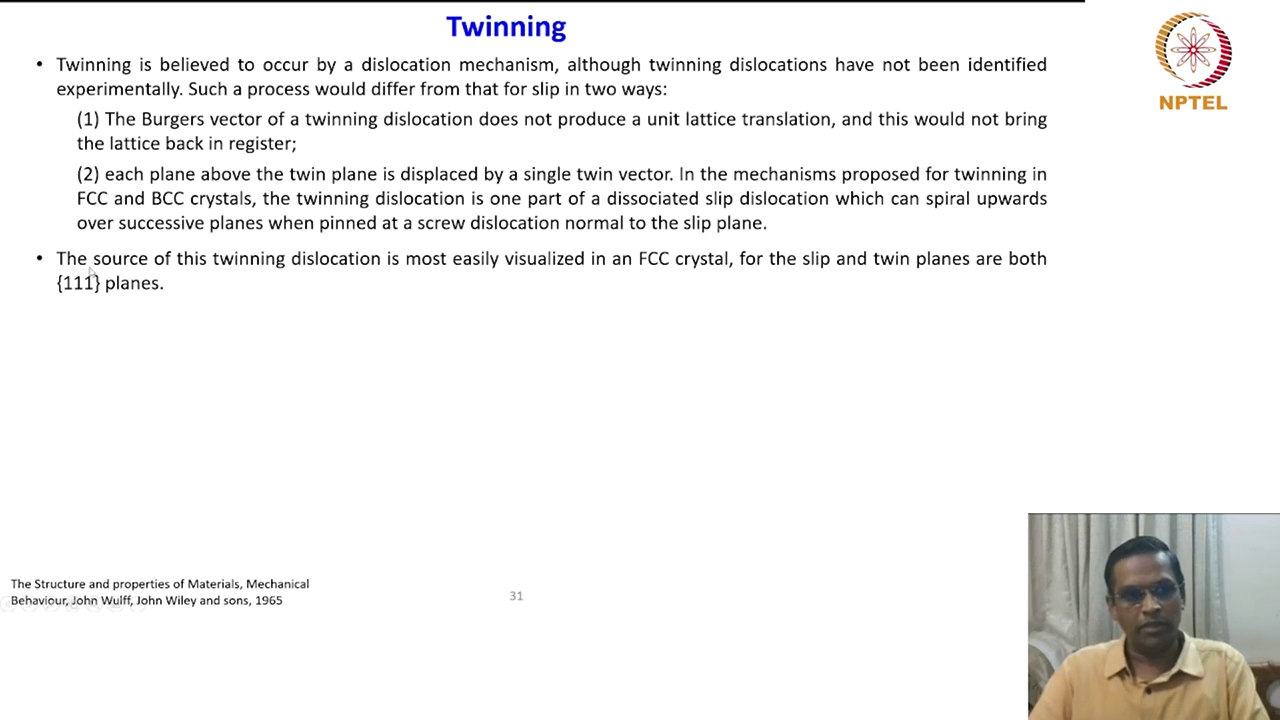 Twinning
• Twinning is believed to occur by a dislocation mechanism, although twinning dislocations have not been identified
experimentally. Such a process would differ from that for slip in two ways:
(1) The Burgers vector of a twinning dislocation does not produce a unit lattice translation, and this would not bring
the lattice back in register;
(2) each plane above the twin plane is displaced by a single twin vector. In the mechanisms proposed for twinning in
FCC and BCC crystals, the twinning dislocation is one part of a dissociated slip dislocation which can spiral upwards
over successive planes when pinned at a screw dislocation normal to the slip plane.
• The source of this twinning dislocation is most easily visualized in an FCC crystal, for the slip and twin planes are both
{111} planes.
NPTEL
The Structure and properties of Materials, Mechanical
Behaviour, John Wulff, John Wiley and sons, 1965
31